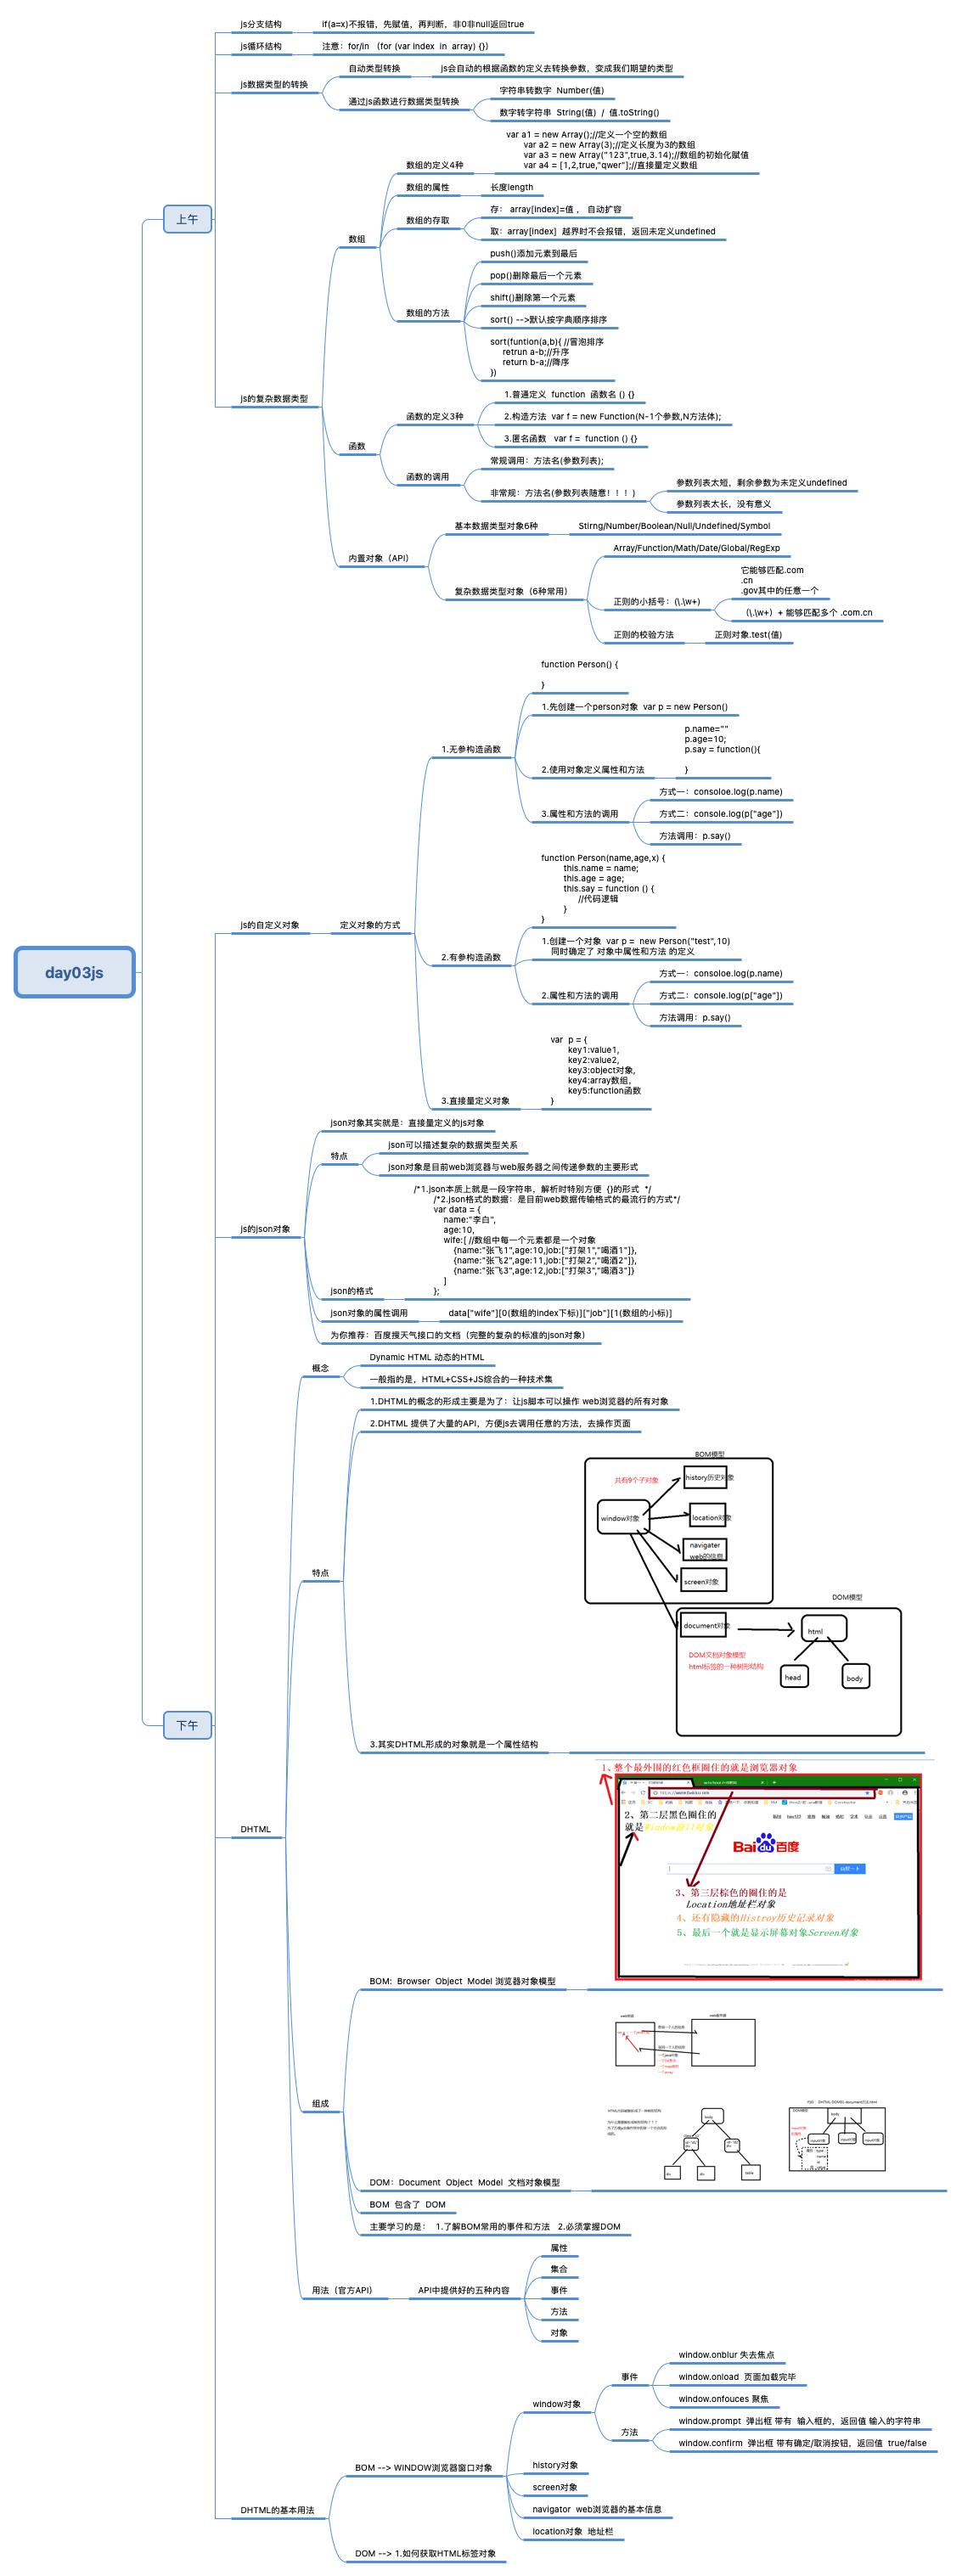 day03js
上午
js分支结构
if(a=x)不报错，先赋值，再判断，非0非null返回true
js循环结构
注意：for/in （for (var index in array) {}）
js数据类型的转换
自动类型转换
js会自动的根据函数的定义去转换参数，变成我们期望的类型
通过js函数进行数据类型转换
字符串转数字 Number(值)
数字转字符串 String(值) / 值.toString()
js的复杂数据类型
数组
数组的定义4种
var a1 = new Array();//定义一个空的数组
var a2 = new Array(3);//定义长度为3的数组
var a3 = new Array("123",true,3.14);//数组的初始化赋值
var a4 = [1,2,true,"qwer"];//直接量定义数组
数组的属性
长度length
数组的存取
存： array[index]=值 ， 自动扩容
取：array[index] 越界时不会报错，返回未定义undefined
数组的方法
push()添加元素到最后
pop()删除最后一个元素
shift()删除第一个元素
sort() -->默认按字典顺序排序
sort(funtion(a,b){ //冒泡排序
retrun a-b;//升序
return b-a;//降序
})
函数
函数的定义3种
1.普通定义 function 函数名 () {}
2.构造方法 var f = new Function(N-1个参数,N方法体);
3.匿名函数 var f = function () {}
函数的调用
常规调用：方法名(参数列表);
非常规：方法名(参数列表随意！！！)
参数列表太短，剩余参数为未定义undefined
参数列表太长，没有意义
内置对象（API）
基本数据类型对象6种
Stirng/Number/Boolean/Null/Undefined/Symbol
复杂数据类型对象（6种常用）
Array/Function/Math/Date/Global/RegExp
正则的小括号：(\.\w+)
它能够匹配.com
.cn
.gov其中的任意一个
（\.\w+）+ 能够匹配多个 .com.cn
正则的校验方法
正则对象.test(值)
下午
js的自定义对象
定义对象的方式
1.无参构造函数
function Person() {
}
1.先创建一个person对象 var p = new Person()
2.使用对象定义属性和方法
p.name=""
p.age=10;
p.say = function(){
}
3.属性和方法的调用
方式一：consoloe.log(p.name)
方式二：console.log(p["age"])
方法调用：p.say()
2.有参构造函数
function Person(name,age,x) {
this.name = name;
this.age = age;
this.say = function () {
//代码逻辑
}
}
1.创建一个对象 var p = new Person("test",10)
同时确定了 对象中属性和方法 的定义
2.属性和方法的调用
方式一：consoloe.log(p.name)
方式二：console.log(p["age"])
方法调用：p.say()
3.直接量定义对象
var p = {
key1:value1,
key2:value2,
key3:object对象,
key4:array数组,
key5:function函数
}
js的json对象
json对象其实就是：直接量定义的js对象
特点
json可以描述复杂的数据类型关系
json对象是目前web浏览器与web服务器之间传递参数的主要形式
json的格式
/*1.json本质上就是一段字符串，解析时特别方便 {}的形式 */
/*2.json格式的数据：是目前web数据传输格式的最流行的方式*/
var data = {
name:"李白",
age:10,
wife:[ //数组中每一个元素都是一个对象
{name:"张飞1",age:10,job:["打架1","喝酒1"]},
{name:"张飞2",age:11,job:["打架2","喝酒2"]},
{name:"张飞3",age:12,job:["打架3","喝酒3"]}
]
};
json对象的属性调用
data["wife"][0(数组的index下标)]["job"][1(数组的小标)]
为你推荐：百度搜天气接口的文档（完整的复杂的标准的json对象）
DHTML
概念
Dynamic HTML 动态的HTML
一般指的是，HTML+CSS+JS综合的一种技术集
特点
1.DHTML的概念的形成主要是为了：让js脚本可以操作 web浏览器的所有对象
2.DHTML 提供了大量的API，方便js去调用任意的方法，去操作页面
3.其实DHTML形成的对象就是一个属性结构
BOM模型
共有9个子对象
history历史对象
window对象
location对象
navigater
web的信息
screen对象
DOM模型
document对象
html
DOM文档对象模型
html标签的一种树形结构
head
body
组成
BOM: Browser Object Model 浏览器对象模型
1、整个最外围的红色框圈住的就是浏览器对象
2、第二层黑色圈住的
就是Window窗口对象
Bai du 百度
百度一下
3、第三层棕色的圈住的是
Location地址栏对象
4、还有隐藏的Histroy历史记录对象
5、最后一个就是显示屏幕对象Screen对象
DOM：Document Object Model 文档对象模型
body
body
BOM 包含了 DOM
主要学习的是： 1.了解BOM常用的事件和方法 2.必须掌握DOM
用法（官方API）
API中提供好的五种内容
属性
集合
事件
方法
对象
DHTML的基本用法
BOM --> WINDOW浏览器窗口对象
window对象
事件
window.onblur 失去焦点
window.onload 页面加载完毕
window.onfouces 聚焦
方法
window.prompt 弹出框 带有 输入框的，返回值 输入的字符串
window.confirm 弹出框 带有确定/取消按钮，返回值 true/false
history对象
screen对象
navigator web浏览器的基本信息
location对象 地址栏
DOM --> 1.如何获取HTML标签对象